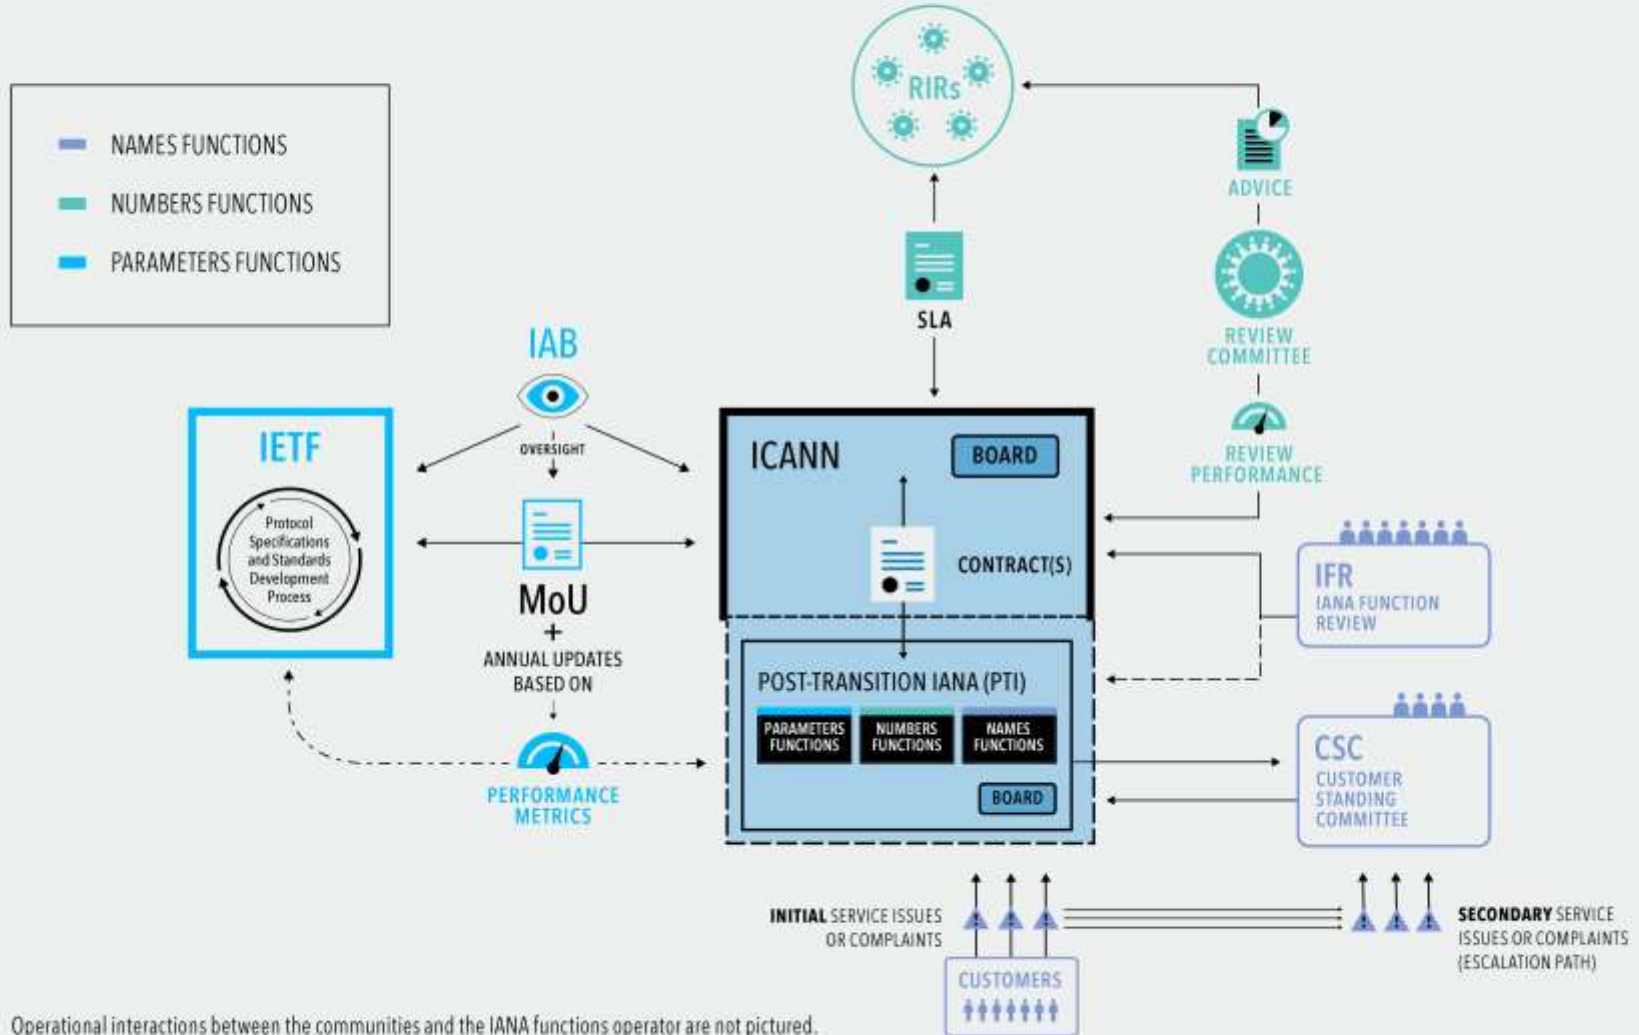 NAMES FUNCTIONS
NUMBERS FUNCTIONS
PARAMETERS FUNCTIONS
RIRs
ADVICE
SLA
REVIEW
COMMITTEE
REVIEW
PERFORMANCE
IAB
OVERSIGHT
IETF
Protocol
Specifications
and Standards
Development
Process
MoU
+
ANNUAL UPDATES
BASED ON
PERFORMANCE
METRICS
ICANN
BOARD
CONTRACT(S)
POST-TRANSITION IANA (PTI)
PARAMETERS
FUNCTIONS
NUMBERS
FUNCTIONS
NAMES
FUNCTIONS
BOARD
IFR
IANA FUNCTION
REVIEW
CSC
CUSTOMER
STANDING
COMMITTEE
INITIAL SERVICE ISSUES
OR COMPLAINTS
SECONDARY SERVICE
ISSUES OR COMPLAINTS
(ESCALATION PATH)
CUSTOMERS
Operational interactions between the communities and the IANA functions operator are not pictured.